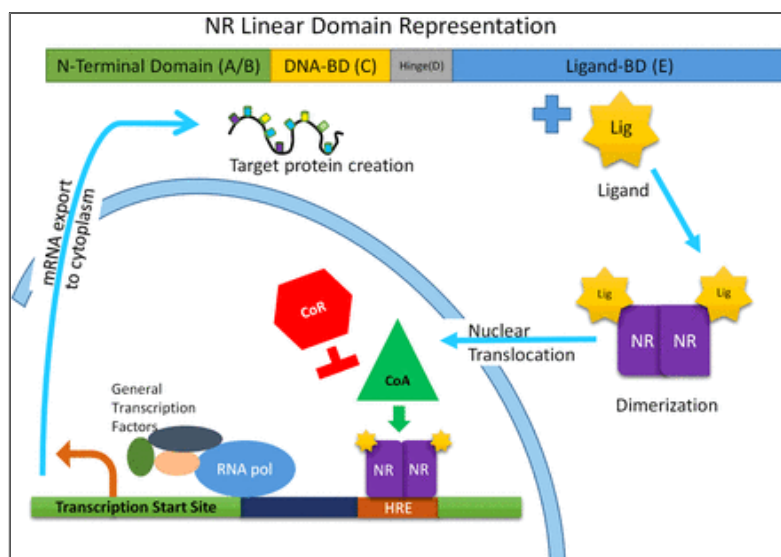 NR Linear Domain Representation
N-Terminal Domain (A/B)
DNA-BD (C)
Hinge(D)
Ligand-BD (E)
Lig
Ligand
Target protein creation
mRNA export
to cytoplasm
Lig
Lig
NR
NR
Dimerization
Nuclear
Translocation
CoR
CoA
General
Transcription
Factors
RNA pol
NR
NR
Transcription Start Site
HRE